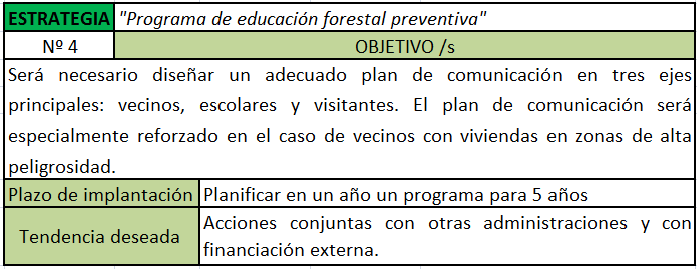 ESTRATEGIA "Programa de educación forestal preventiva"
Nº 4 OBJETIVO /s
Será necesario diseñar un adecuado plan de comunicación en tres ejes
principales: vecinos, escolares y visitantes. El plan de comunicación será
especialmente reforzado en el caso de vecinos con viviendas en zonas de alta
peligrosidad.
Plazo de implantación Planificar en un año un programa para 5 años
Tendencia deseada Acciones conjuntas con otras administraciones y con
financiación externa.